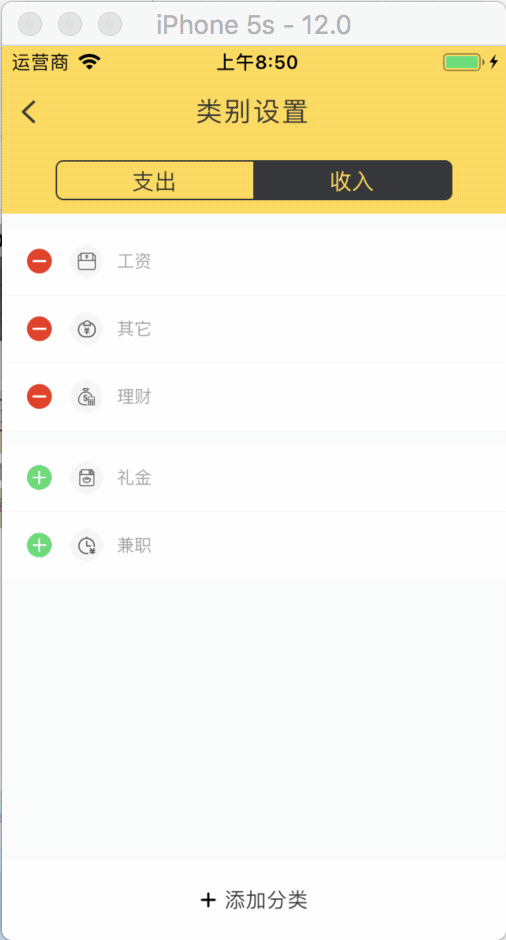 iPhone 5s - 12.0
运营商 上午8:50
类别设置
支出 收入
工资
其它
理财
礼金
兼职
+ 添加分类